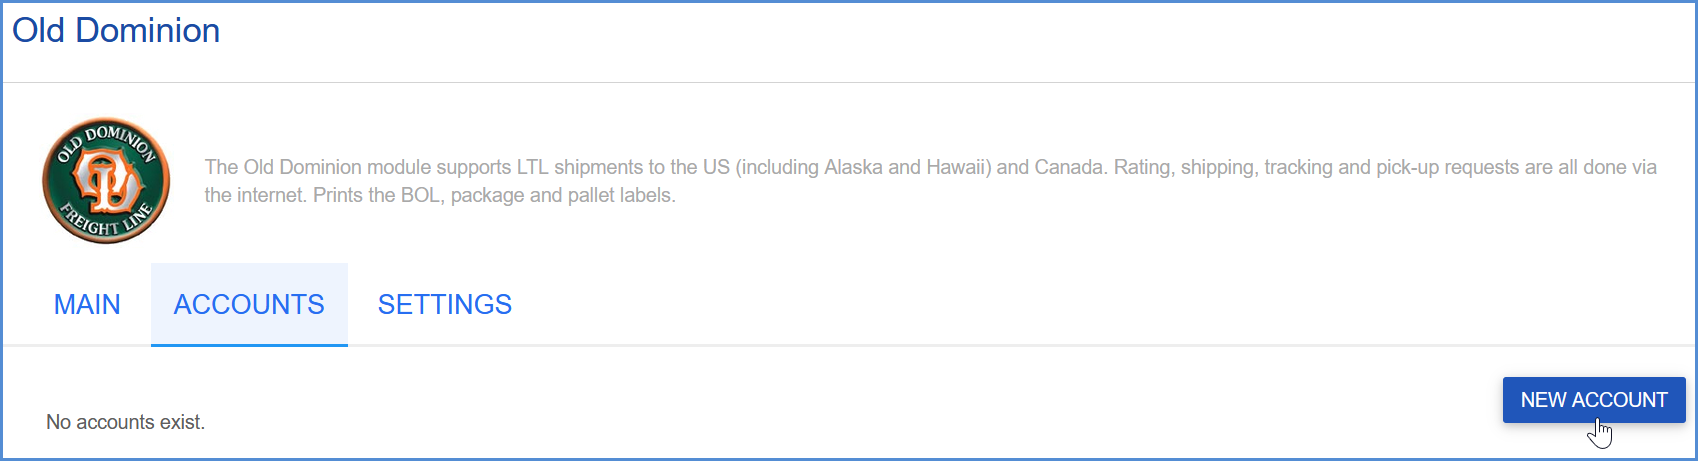 Old Dominion
OLD DOMINION
FREIGHT LINE
The Old Dominion module supports LTL shipments to the US (including Alaska and Hawaii) and Canada. Rating, shipping, tracking and pick-up requests are all done via
the internet. Prints the BOL, package and pallet labels.
MAIN ACCOUNTS SETTINGS
NEW ACCOUNT
No accounts exist.